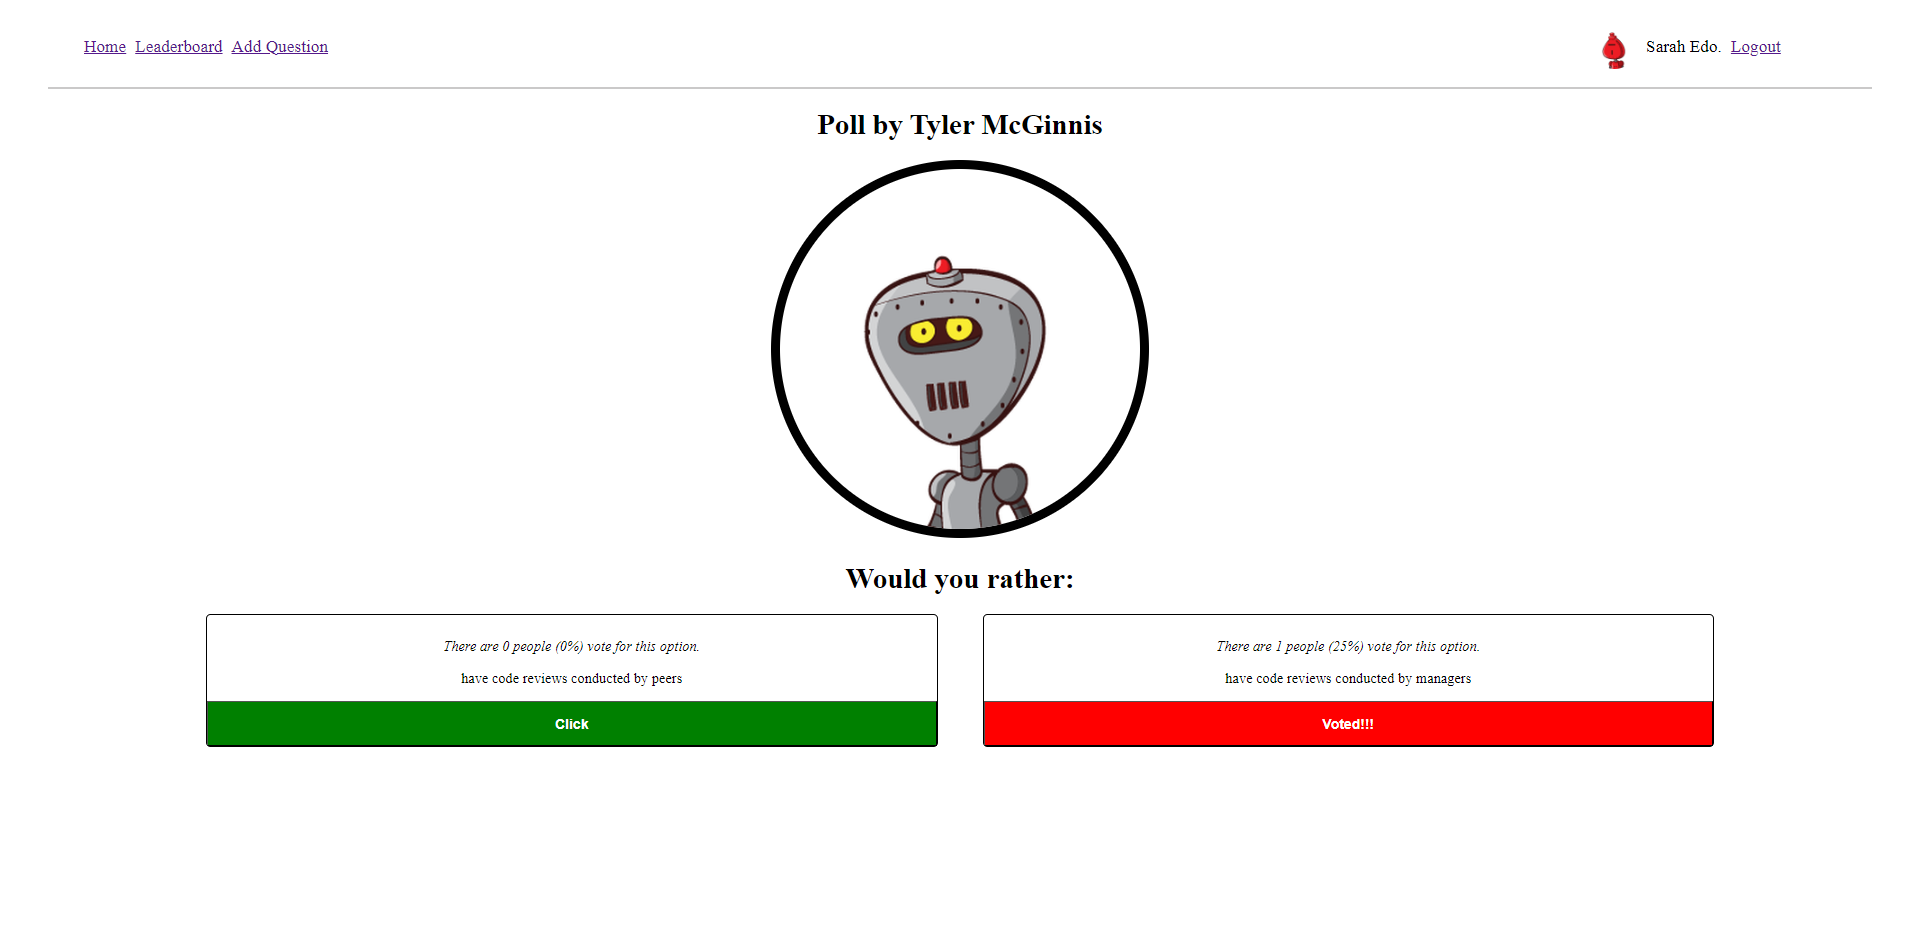 Home Leaderboard Add Question
Sarah Edo. Logout
Poll by Tyler McGinnis
Would you rather:
There are 0 people (0%) vote for this option.
have code reviews conducted by peers
Click
There are 1 people (25%) vote for this option.
have code reviews conducted by managers
Voted!!!